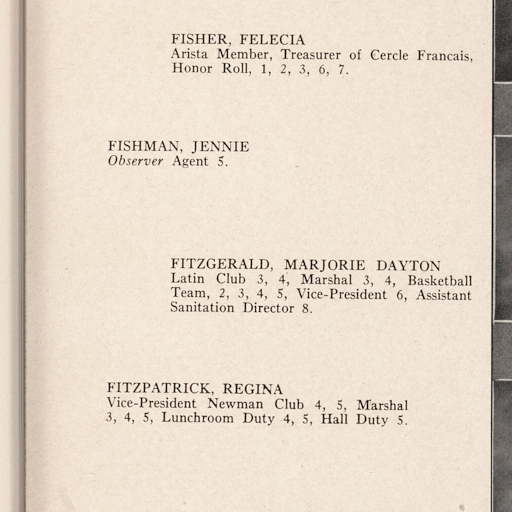 FISHER, FELECIA
Arista Member, Treasurer of Cercle Francais,
Honor Roll, 1, 2, 3, 6, 7.
FISHMAN, JENNIE
Observer Agent 5.
FITZGERALD, MARJORIE DAYTON
Latin Club 3, 4, Marshal 3, 4, Basketball
Team, 2, 3, 4, 5, Vice-President 6, Assistant
Sanitation Director 8.
FITZPATRICK, REGINA
Vice-President Newman Club 4, 5, Marshal
3, 4, 5, Lunchroom Duty 4, 5, Hall Duty 5.